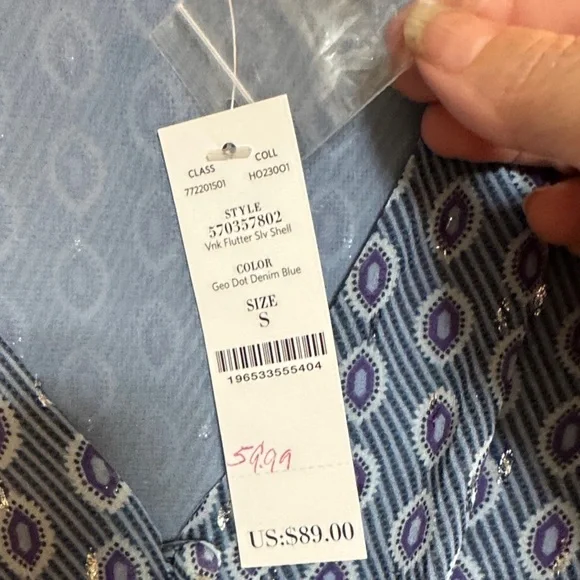 CLASS COLL
772201501 HO23001
STYLE
570357802
Vnk Flutter Slv Shell
COLOR
Geo Dot Denim Blue
SIZE
S
196533555404
59.99
US:$89.00